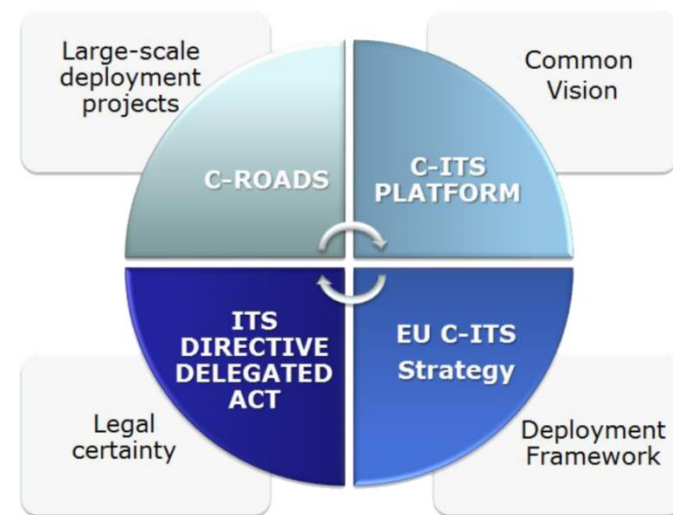 Large-scale
deployment
projects
Common
Vision
C-ROADS
C-ITS
PLATFORM
ITS
DIRECTIVE
DELEGATED
ACT
EU C-ITS
Strategy
Legal
certainty
Deployment
Framework